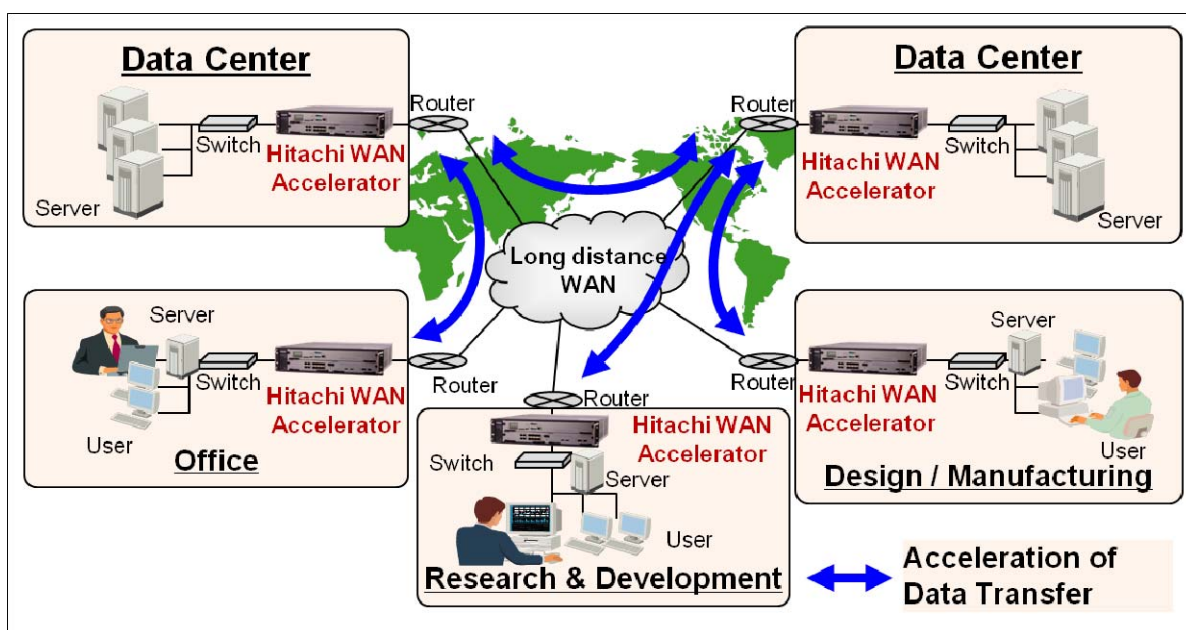 Data Center
Router
Switch
Hitachi WAN
Accelerator
Server
Data Center
Router
Hitachi WAN
Accelerator
Switch
Server
Long distance
WAN
Server
Switch
Hitachi WAN
Accelerator
User
Office
Router
Router
Hitachi WAN
Accelerator
Switch
Server
User
Research & Development
Router
Hitachi WAN
Accelerator
Server
Switch
User
Design / Manufacturing
Acceleration of
Data Transfer